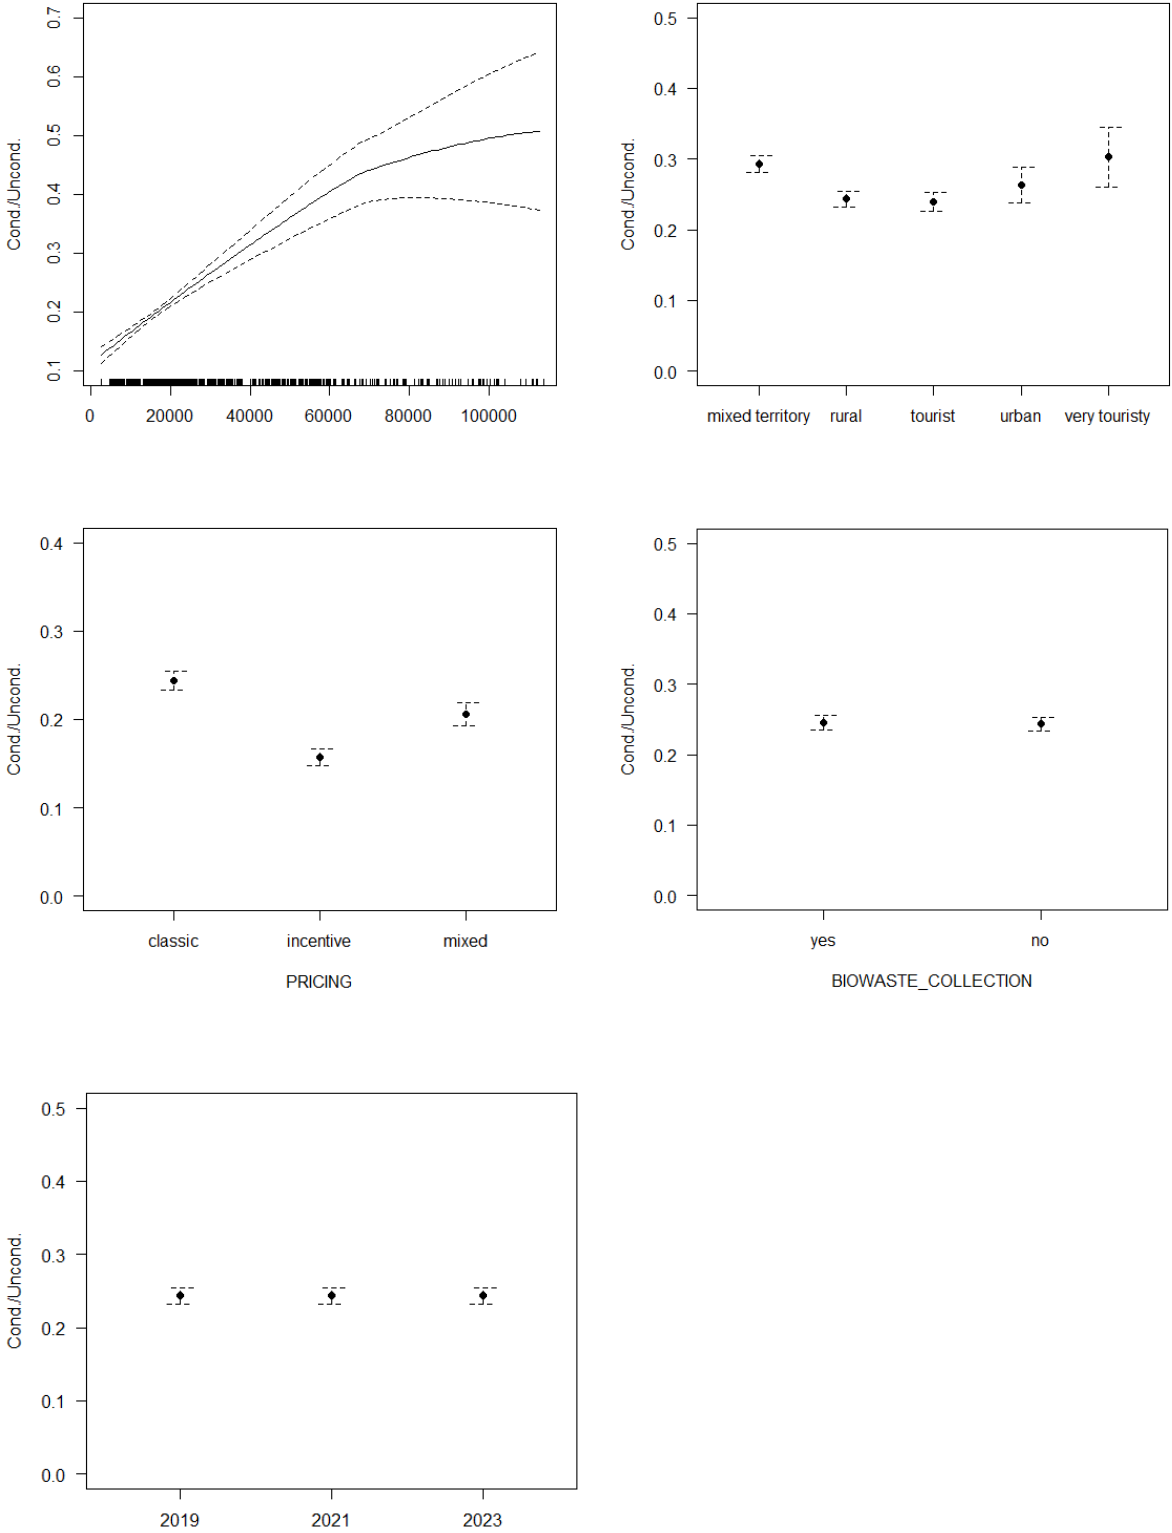 0.7
0.6
0.5
0.4
0.3
0.2
0.1
Cond./Uncond.
0 20000 40000 60000 80000 100000
0.5
0.4
0.3
0.2
0.1
0.0
Cond./Uncond.
mixed territory rural tourist urban very touristy
0.4
0.3
0.2
0.1
0.0
Cond./Uncond.
classic incentive mixed
PRICING
0.5
0.4
0.3
0.2
0.1
0.0
Cond./Uncond.
yes no
BIOWASTE_COLLECTION
0.5
0.4
0.3
0.2
0.1
0.0
Cond./Uncond.
2019 2021 2023